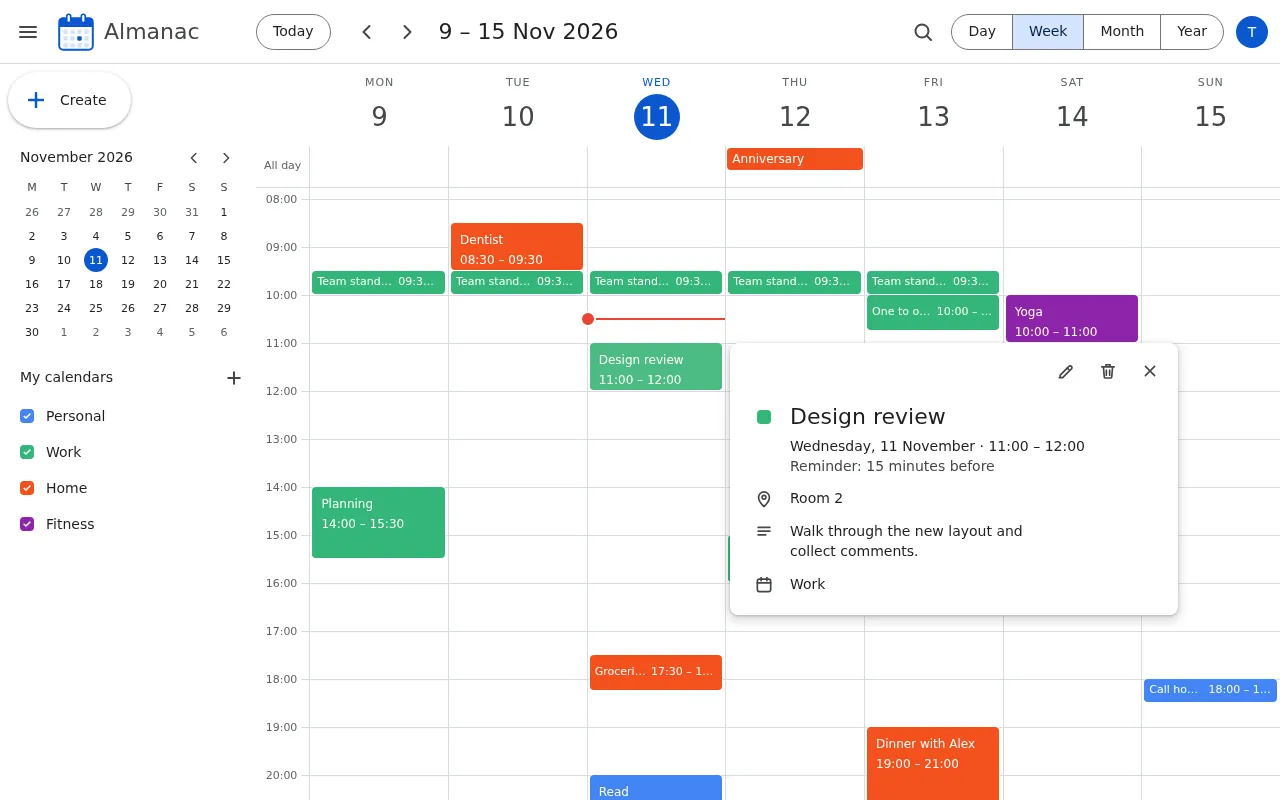 Almanac
Today
9 – 15 Nov 2026
Day
Week
Month
Year
T
Create
November 2026
M T W T F S S
26 27 28 29 30 31 1
2 3 4 5 6 7 8
9 10 11 12 13 14 15
16 17 18 19 20 21 22
23 24 25 26 27 28 29
30 1 2 3 4 5 6
My calendars
Personal
Work
Home
Fitness
MON TUE WED THU FRI SAT SUN
9 10 11 12 13 14 15
All day
Anniversary
08:00
Dentist
08:30 – 09:30
09:00
Team stand... 09:3...
Team stand... 09:3...
Team stand... 09:3...
Team stand... 09:3...
Team stand... 09:3...
10:00
One to o... 10:00 – ...
Yoga
10:00 – 11:00
11:00
Design review
11:00 – 12:00
12:00
13:00
14:00
Planning
14:00 – 15:30
15:00
16:00
17:00
Groceri... 17:30 – 1...
18:00
Call ho... 18:00 – 1...
19:00
Dinner with Alex
19:00 – 21:00
20:00
Read
Design review
Wednesday, 11 November · 11:00 – 12:00
Reminder: 15 minutes before
Room 2
Walk through the new layout and
collect comments.
Work